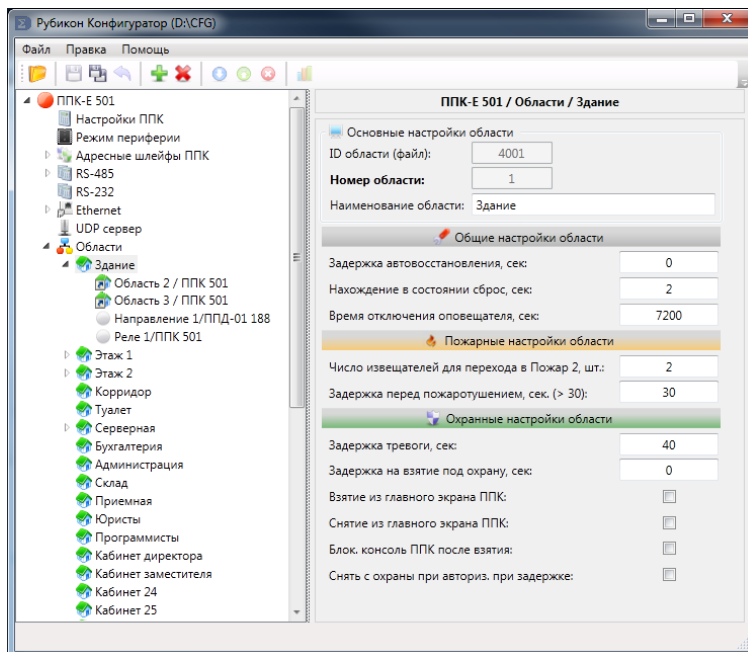 Рубикон Конфигуратор (D:\CFG)
Файл Правка Помощь
ППК-Е 501
Настройки ППК
Режим периферии
Адресные шлейфы ППК
RS-485
RS-232
Ethernet
UDP сервер
Области
Здание
Область 2 / ППК 501
Область 3 / ППК 501
Направление 1/ППД-01 188
Реле 1/ППК 501
Этаж 1
Этаж 2
Корридор
Туалет
Серверная
Бухгалтерия
Администрация
Склад
Приемная
Юристы
Программисты
Кабинет директора
Кабинет заместителя
Кабинет 24
Кабинет 25
ППК-Е 501 / Области / Здание
Основные настройки области
ID области (файл): 4001
Номер области: 1
Наименование области: Здание
Общие настройки области
Задержка автовосстановления, сек: 0
Нахождение в состоянии сброс, сек: 2
Время отключения оповещателя, сек: 7200
Пожарные настройки области
Число извещателей для перехода в Пожар 2, шт.: 2
Задержка перед пожаротушением, сек. (> 30): 30
Охранные настройки области
Задержка тревоги, сек: 40
Задержка на взятие под охрану, сек: 0
Взятие из главного экрана ППК:
Снятие из главного экрана ППК:
Блок. консоль ППК после взятия:
Снять с охраны при авториз. при задержке: